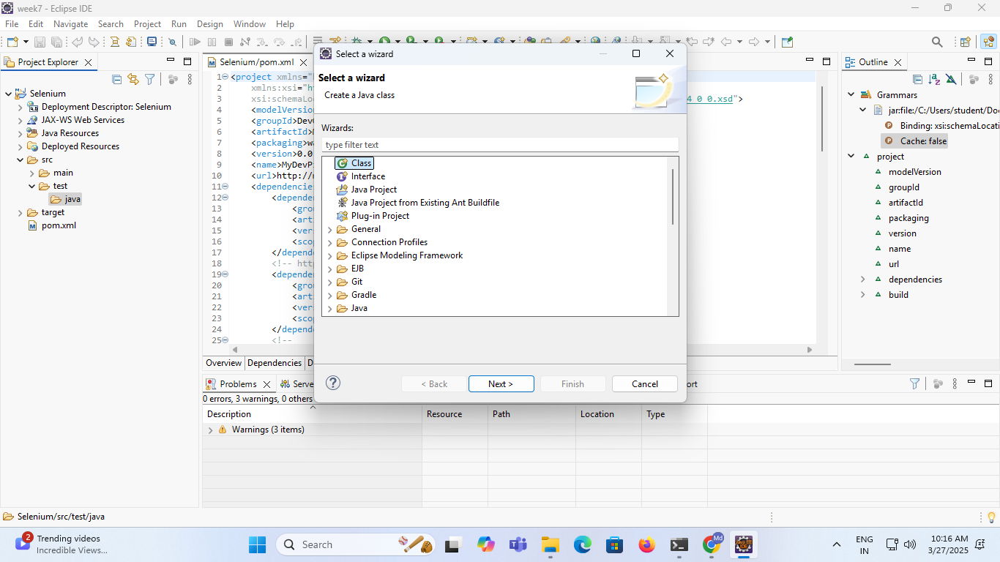 week7 - Eclipse IDE
File Edit Navigate Search Project Run Design Window Help
Project Explorer
Selenium
Deployment Descriptor: Selenium
JAX-WS Web Services
Java Resources
Deployed Resources
src
main
test
java
target
pom.xml
Selenium/pom.xml
1 <project xmlns="
2 xmlns:xsi="h
3 xsi:schemaLo
4 0 0.xsd">
4 <modelVersion
5 <groupId>Dev
6 <artifactId>
7 <packaging>wa
8 <version>0.0
9 <name>MyDevP
10 <url>http://
11 <dependencies
12 <depende
13 <gro
14 <art
15 <ver
16 <sco
17 </depend
18 <!-- htt
19 <depende
20 <gro
21 <art
22 <ver
23 <sco
24 </depend
25 <!--
Overview Dependencies D
Select a wizard
Select a wizard
Create a Java class
Wizards:
type filter text
Class
Interface
Java Project
Java Project from Existing Ant Buildfile
Plug-in Project
General
Connection Profiles
Eclipse Modeling Framework
EJB
Git
Gradle
Java
< Back Next > Finish Cancel
Outline
Grammars
jar:file:/C:/Users/student/Do
Binding: xsi:schemaLocati
Cache: false
project
modelVersion
groupId
artifactId
packaging
version
name
url
dependencies
build
Problems Serve ort
0 errors, 3 warnings, 0 others
Description Resource Path Location Type
Warnings (3 items)
Selenium/src/test/java
2
Trending videos
Incredible Views...
Search
Md
ENG
IN
10:16 AM
3/27/2025